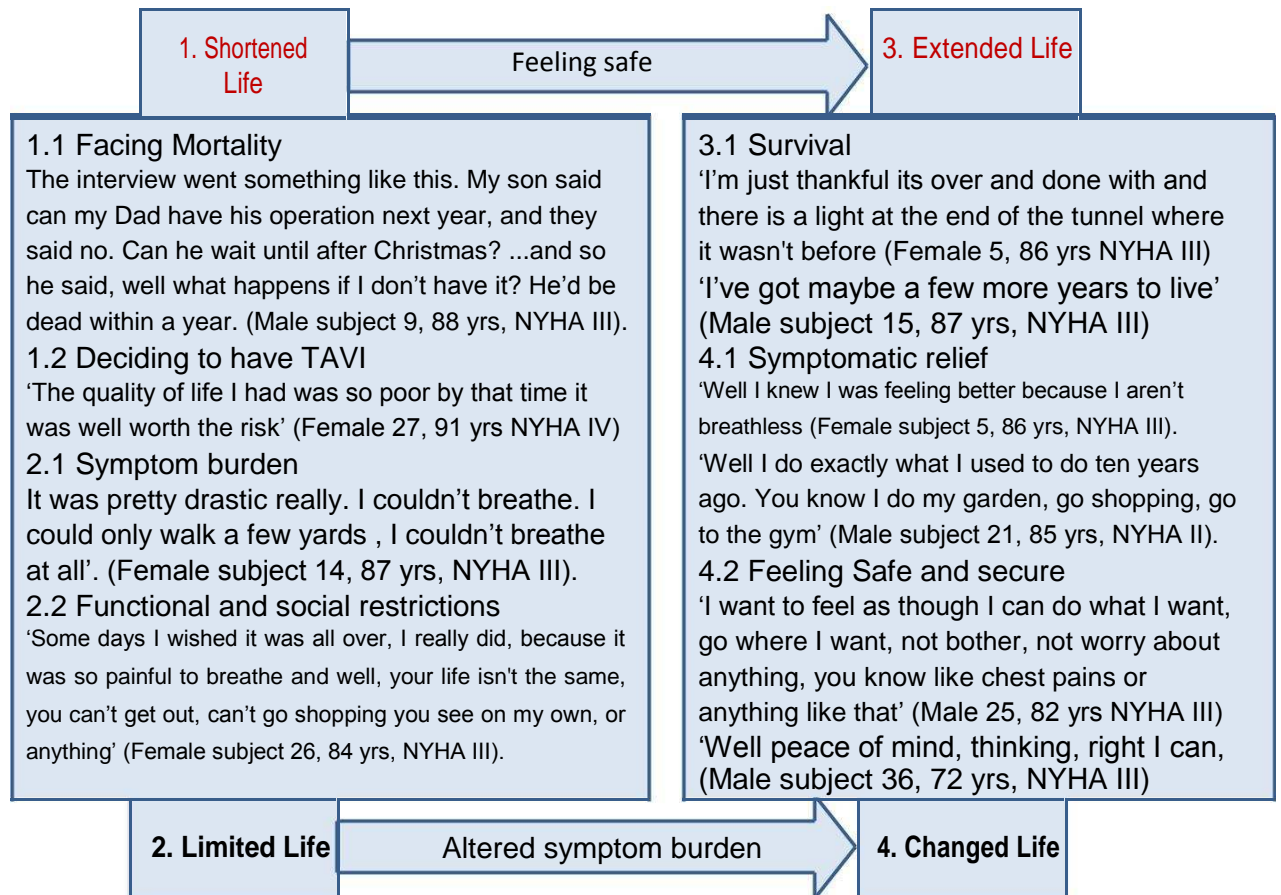 1. Shortened
Life
Feeling safe
3. Extended Life
1.1 Facing Mortality
The interview went something like this. My son said
can my Dad have his operation next year, and they
said no. Can he wait until after Christmas? ...and so
he said, well what happens if I don’t have it? He’d be
dead within a year. (Male subject 9, 88 yrs, NYHA III).
1.2 Deciding to have TAVI
‘The quality of life I had was so poor by that time it
was well worth the risk’ (Female 27, 91 yrs NYHA IV)
2.1 Symptom burden
It was pretty drastic really. I couldn’t breathe. I
could only walk a few yards , I couldn’t breathe
at all’. (Female subject 14, 87 yrs, NYHA III).
2.2 Functional and social restrictions
‘Some days I wished it was all over, I really did, because it
was so painful to breathe and well, your life isn't the same,
you can’t get out, can’t go shopping you see on my own, or
anything’ (Female subject 26, 84 yrs, NYHA III).
3.1 Survival
‘I’m just thankful its over and done with and
there is a light at the end of the tunnel where
it wasn't before (Female 5, 86 yrs NYHA III)
‘I’ve got maybe a few more years to live’
(Male subject 15, 87 yrs, NYHA III)
4.1 Symptomatic relief
‘Well I knew I was feeling better because I aren’t
breathless (Female subject 5, 86 yrs, NYHA III).
‘Well I do exactly what I used to do ten years
ago. You know I do my garden, go shopping, go
to the gym’ (Male subject 21, 85 yrs, NYHA II).
4.2 Feeling Safe and secure
‘I want to feel as though I can do what I want,
go where I want, not bother, not worry about
anything, you know like chest pains or
anything like that’ (Male 25, 82 yrs NYHA III)
‘Well peace of mind, thinking, right I can,
(Male subject 36, 72 yrs, NYHA III)
2. Limited Life
Altered symptom burden
4. Changed Life